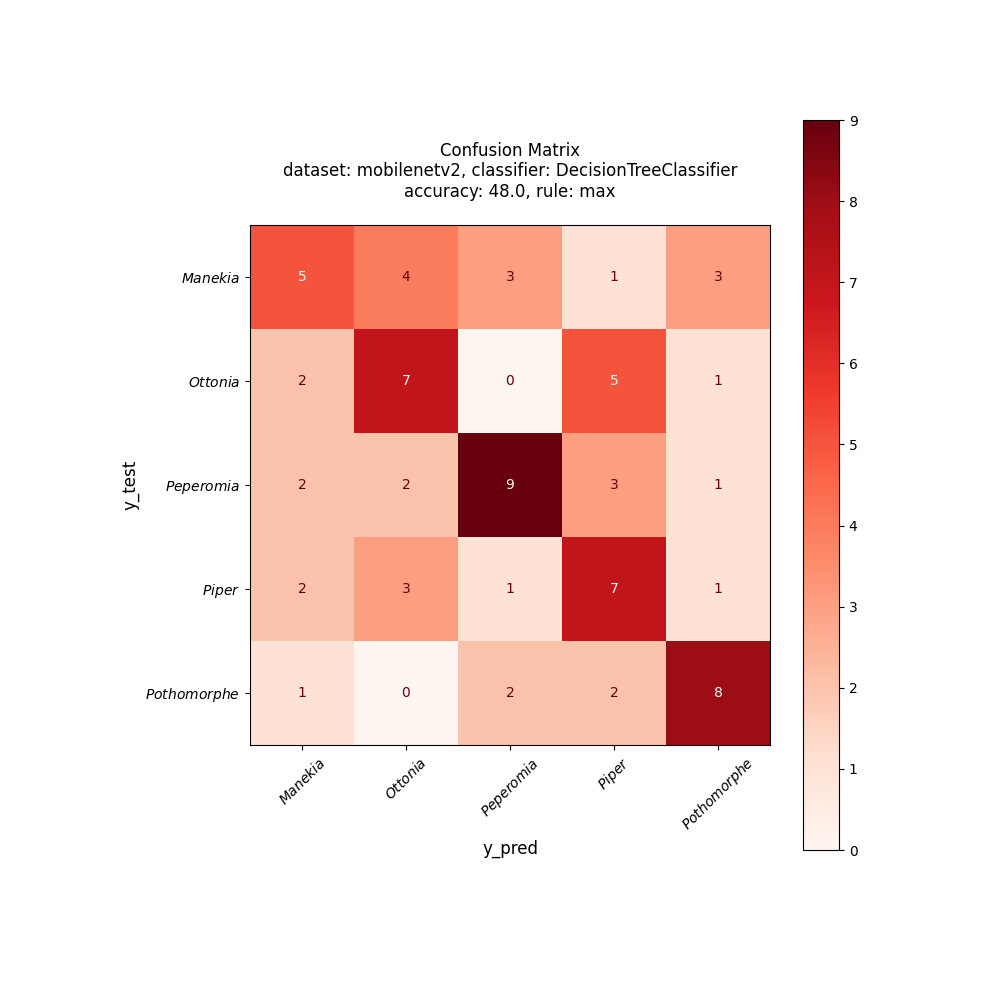 Confusion Matrix
dataset: mobilenetv2, classifier: DecisionTreeClassifier
accuracy: 48.0, rule: max
Manekia 5 4 3 1 3
Ottonia 2 7 0 5 1
Peperomia 2 2 9 3 1
Piper 2 3 1 7 1
Pothomorphe 1 0 2 2 8
Manekia Ottonia Peperomia Piper Pothomorphe
y_test
y_pred
9
8
7
6
5
4
3
2
1
0